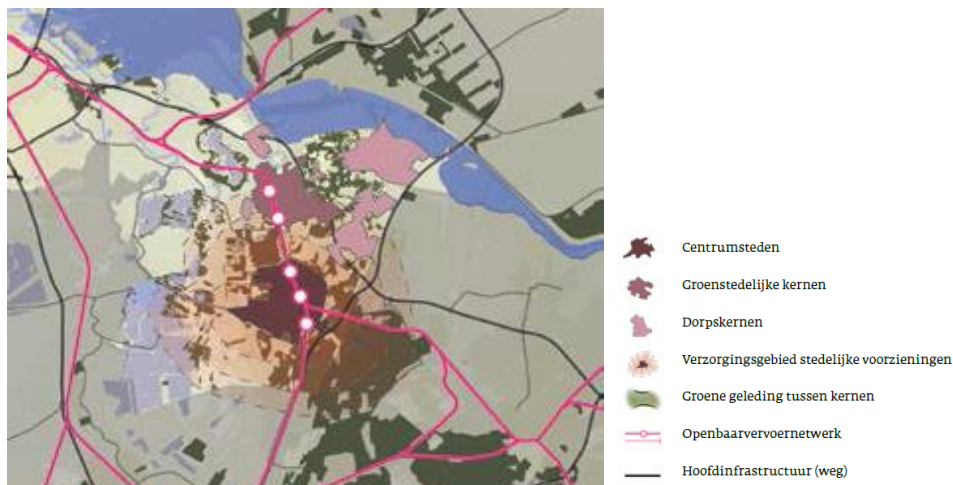 Centrumsteden
Groenstedelijke kernen
Dorpskernen
Verzorgingsgebied stedelijke voorzieningen
Groene geleding tussen kernen
Openbaarvervoernetwerk
Hoofdinfrastructuur (weg)